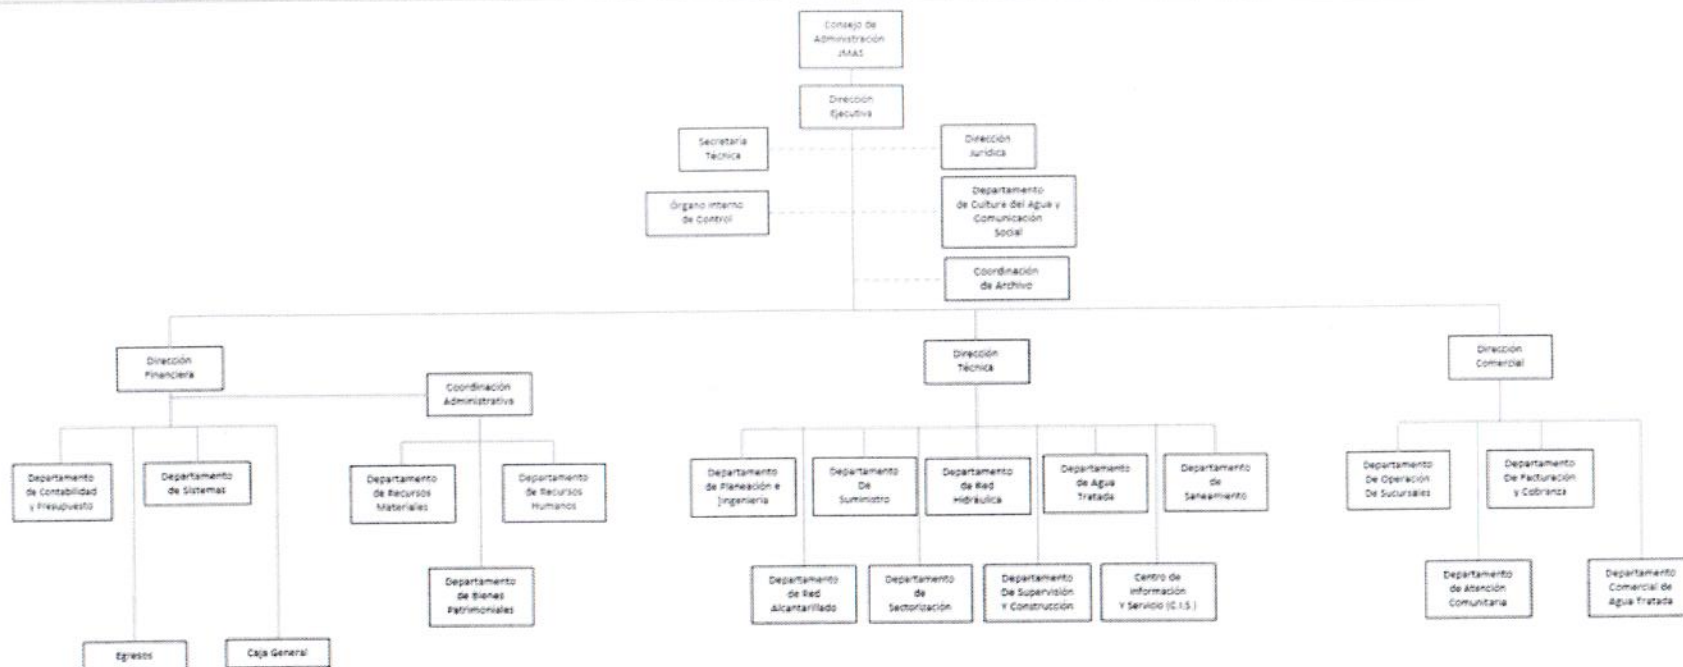 Consejo de
Administración
JMAS
Dirección
Ejecutiva
Secretaría
Técnica
Dirección
Jurídica
Órgano Interno
de Control
Departamento
de Cultura del Agua y
Comunicación
Social
Coordinación
de Archivo
Dirección
Financiera
Coordinación
Administrativa
Dirección
Técnica
Dirección
Comercial
Departamento
de Contabilidad
y Presupuesto
Departamento
de Sistemas
Departamento
de Recursos
Materiales
Departamento
de Recursos
Humanos
Departamento
de Planeación e
Ingeniería
Departamento
De
Suministro
Departamento
de Red
Hidráulica
Departamento
de Agua
Tratada
Departamento
de
Saneamiento
Departamento
De Operación
De Sucursales
Departamento
De Facturación
y Cobranza
Departamento
de Bienes
Patrimoniales
Departamento
de Red
Alcantarillado
Departamento
de
Sectorización
Departamento
De Supervisión
Y Construcción
Centro de
Información
Y Servicio (C.I.S.)
Departamento
de Atención
Comunitaria
Departamento
Comercial de
Agua Tratada
Egresos
Caja General